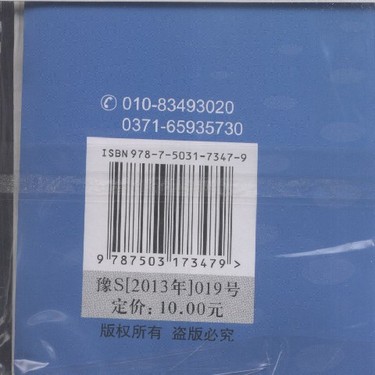 ✆ 010-83493020
0371-65935730
ISBN 978-7-5031-7347-9
9 787503 173479 >
豫S[2013年]019号
定价: 10.00元
版权所有 盗版必究